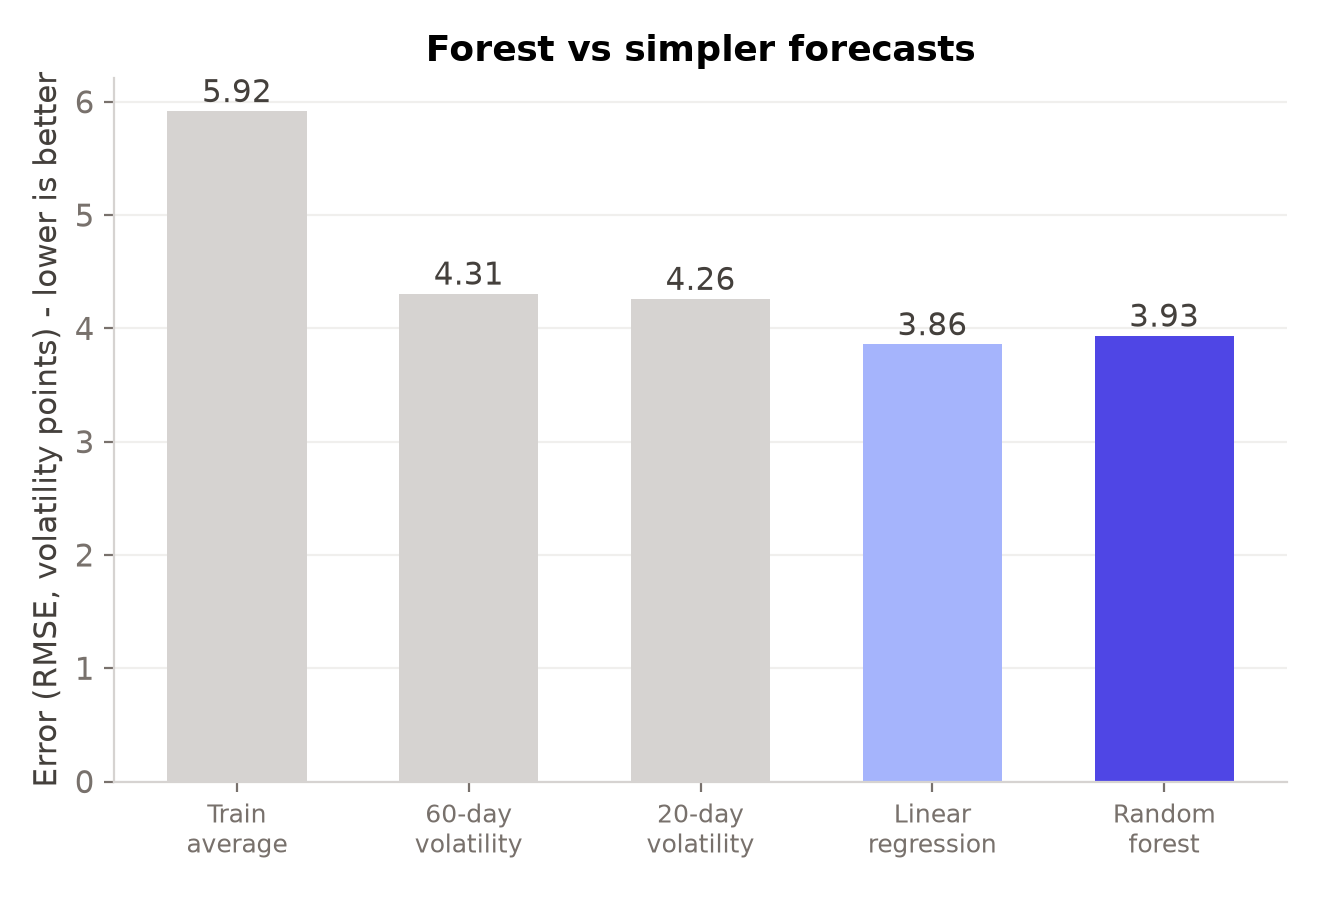 Forest vs simpler forecasts
Error (RMSE, volatility points) - lower is better
6
5
4
3
2
1
0
5.92
4.31
4.26
3.86
3.93
Train
average
60-day
volatility
20-day
volatility
Linear
regression
Random
forest